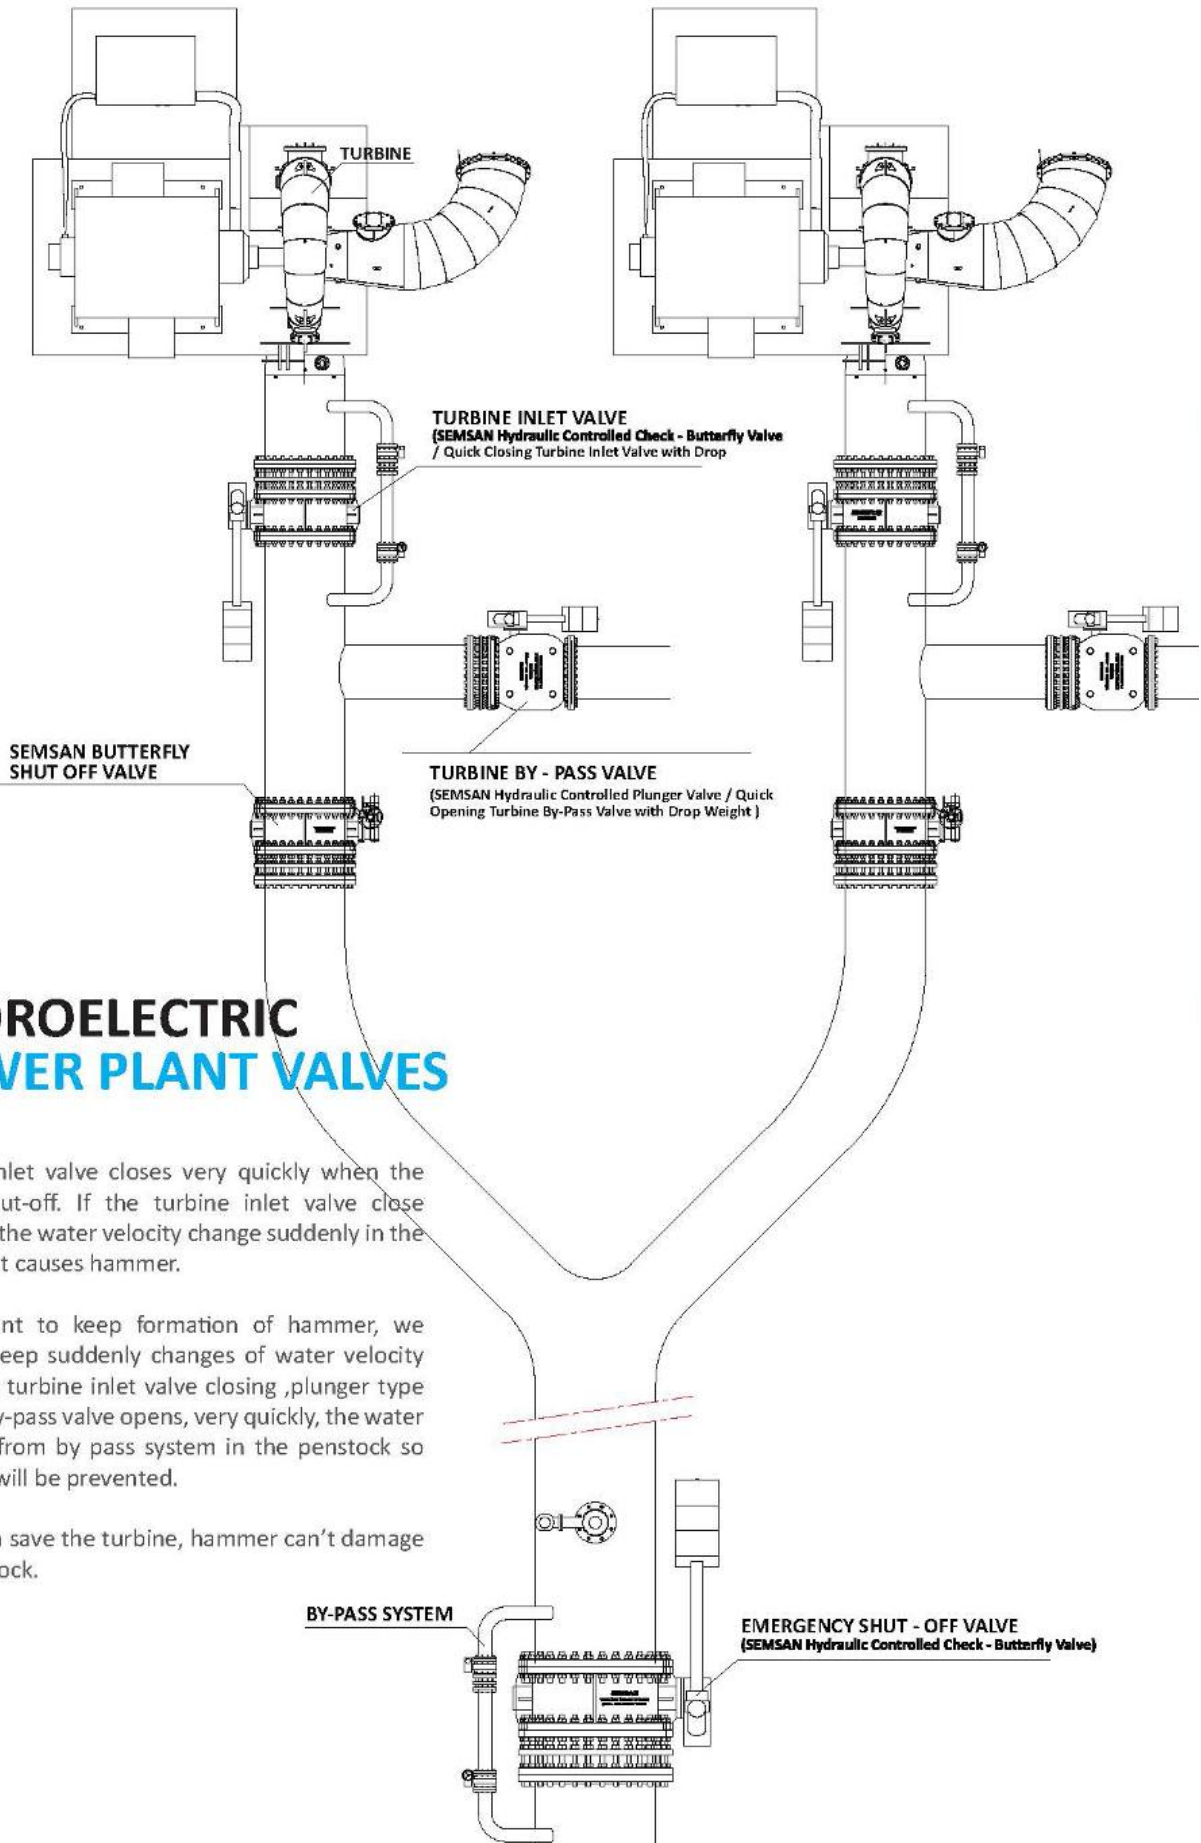 TURBINE
TURBINE INLET VALVE
(SEMSAN Hydraulic Controlled Check - Butterfly Valve
/ Quick Closing Turbine Inlet Valve with Drop
SEMSAN BUTTERFLY
SHUT OFF VALVE
TURBINE BY - PASS VALVE
(SEMSAN Hydraulic Controlled Plunger Valve / Quick
Opening Turbine By-Pass Valve with Drop Weight )
OROELECTRIC
WER PLANT VALVES
nlet valve closes very quickly when the
ut-off. If the turbine inlet valve close
the water velocity change suddenly in the
t causes hammer.
nt to keep formation of hammer, we
eep suddenly changes of water velocity
turbine inlet valve closing ,plunger type
y-pass valve opens, very quickly, the water
from by pass system in the penstock so
will be prevented.
n save the turbine, hammer can't damage
ock.
BY-PASS SYSTEM
EMERGENCY SHUT - OFF VALVE
(SEMSAN Hydraulic Controlled Check - Butterfly Valve)